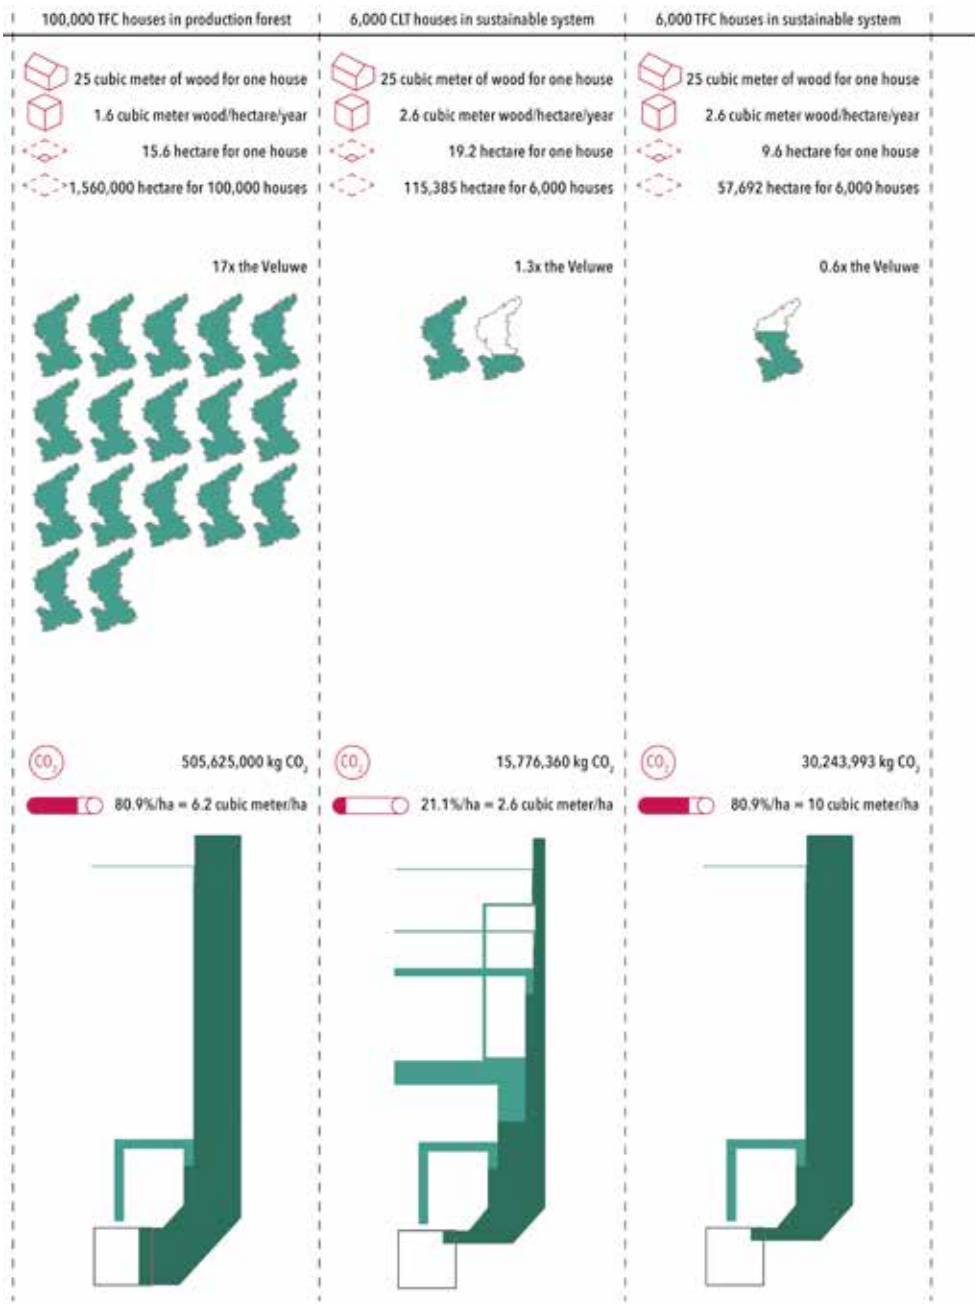 100,000 TFC houses in production forest
25 cubic meter of wood for one house
1.6 cubic meter wood/hectare/year
15.6 hectare for one house
1,560,000 hectare for 100,000 houses
17x the Veluwe
CO₂
505,625,000 kg CO₂
80.9%/ha = 6.2 cubic meter/ha
6,000 CLT houses in sustainable system
25 cubic meter of wood for one house
2.6 cubic meter wood/hectare/year
19.2 hectare for one house
115,385 hectare for 6,000 houses
1.3x the Veluwe
CO₂
15,776,360 kg CO₂
21.1%/ha = 2.6 cubic meter/ha
6,000 TFC houses in sustainable system
25 cubic meter of wood for one house
2.6 cubic meter wood/hectare/year
9.6 hectare for one house
57,692 hectare for 6,000 houses
0.6x the Veluwe
CO₂
30,243,993 kg CO₂
80.9%/ha = 10 cubic meter/ha